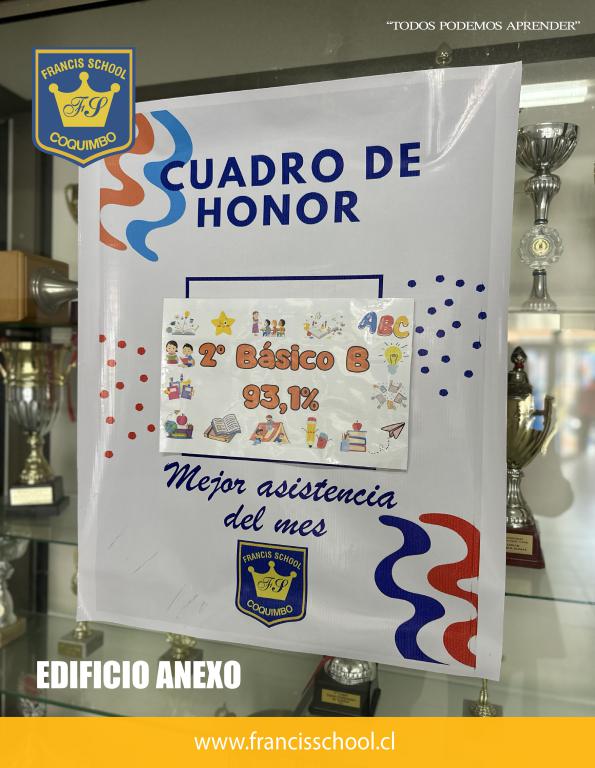 “TODOS PODEMOS APRENDER”
FRANCIS SCHOOL
FS
COQUIMBO
CUADRO DE
HONOR
ABC
2º Básico B
93,1%
Mejor asistencia
del mes
FRANCIS SCHOOL
FS
COQUIMBO
EDIFICIO ANEXO
www.francisschool.cl